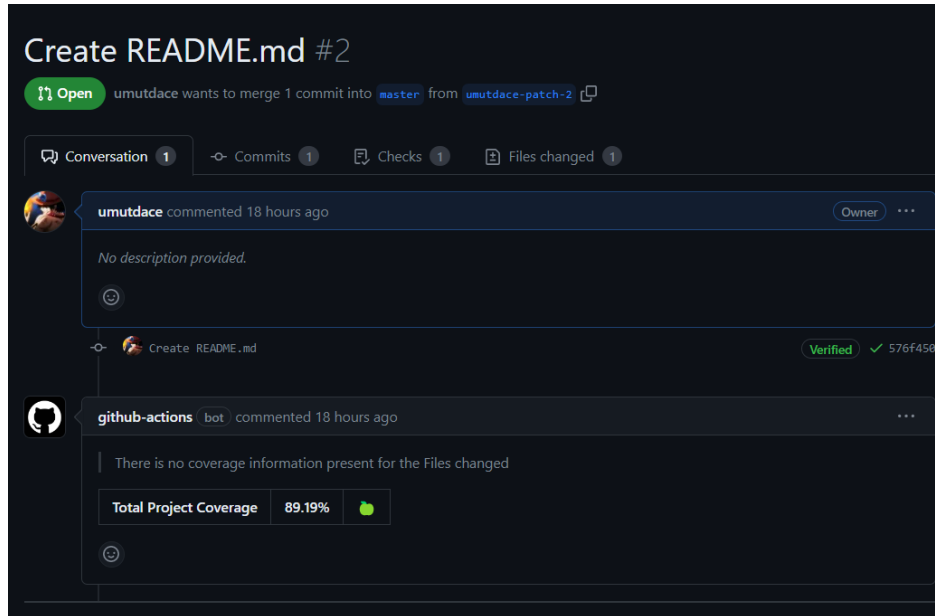 Create README.md #2
Open umutdace wants to merge 1 commit into master from umutdace-patch-2
Conversation 1 Commits 1 Checks 1 Files changed 1
umutdace commented 18 hours ago Owner
No description provided.
Create README.md Verified 576f450
github-actions bot commented 18 hours ago
There is no coverage information present for the Files changed
Total Project Coverage 89.19%